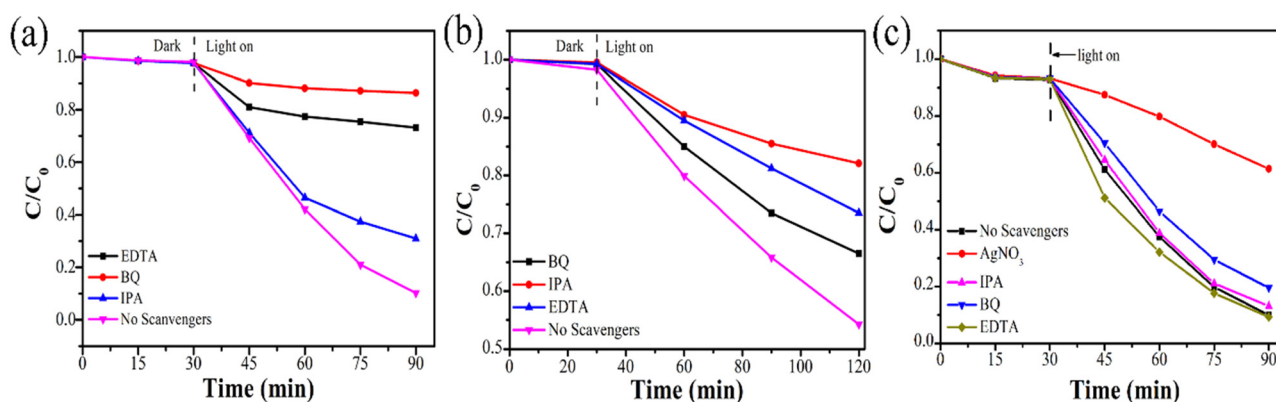 (a)
Dark
Light on
1.0
0.8
0.6
0.4
0.2
0.0
C/C0
EDTA
BQ
IPA
No Scanvengers
0 15 30 45 60 75 90
Time (min)
(b)
Dark
Light on
1.0
0.9
0.8
0.7
0.6
0.5
C/C0
BQ
IPA
EDTA
No Scavengers
0 20 40 60 80 100 120
Time (min)
(c)
light on
1.0
0.8
0.6
0.4
0.2
0.0
C/C0
No Scavengers
AgNO3
IPA
BQ
EDTA
0 15 30 45 60 75 90
Time (min)